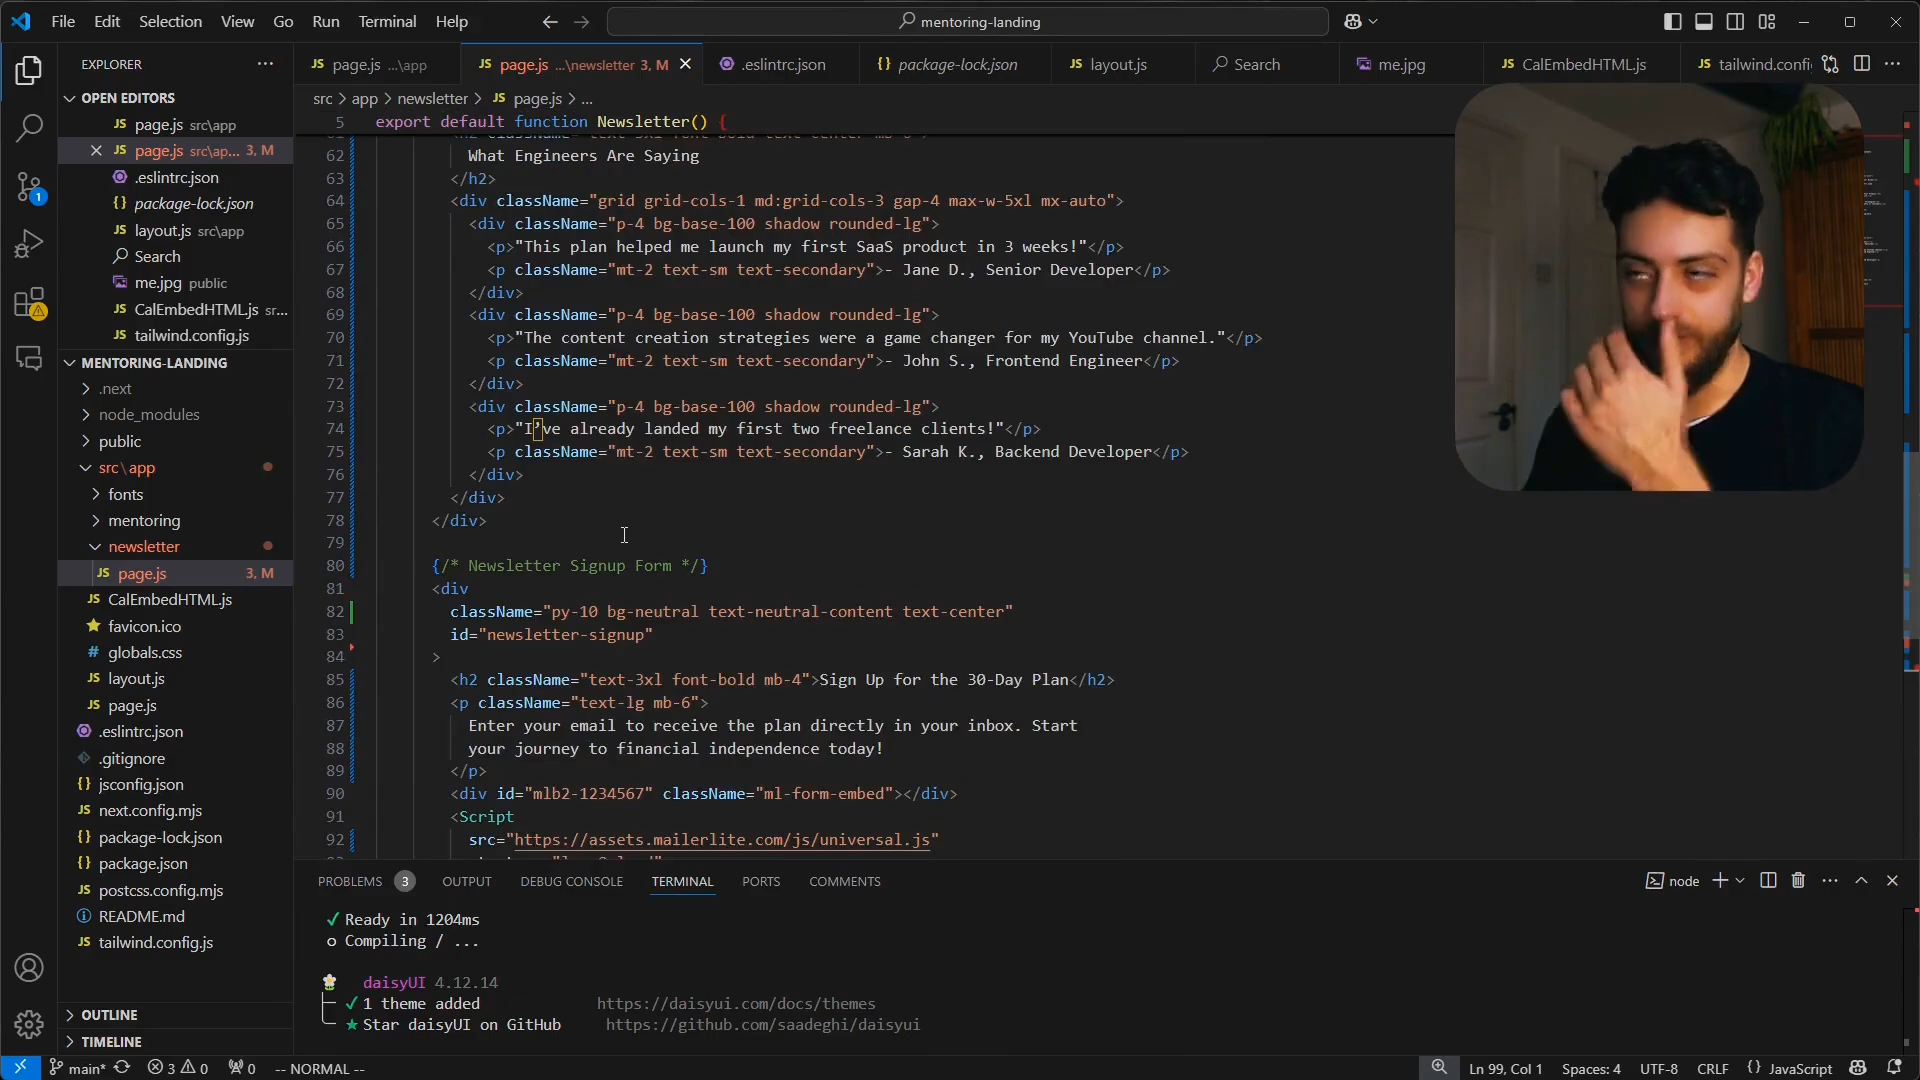 File Edit Selection View Go Run Terminal Help
mentoring-landing
EXPLORER
page.js ...\app
page.js ...\newsletter 3, M
.eslintrc.json
package-lock.json
layout.js
Search
me.jpg
CalEmbedHTML.js
tailwind.confi
OPEN EDITORS
page.js src\app
page.js src\ap... 3, M
.eslintrc.json
package-lock.json
layout.js src\app
Search
me.jpg public
CalEmbedHTML.js sr...
tailwind.config.js
MENTORING-LANDING
.next
node_modules
public
src\app
fonts
mentoring
newsletter
page.js 3, M
CalEmbedHTML.js
favicon.ico
globals.css
layout.js
page.js
.eslintrc.json
.gitignore
jsconfig.json
next.config.mjs
package-lock.json
package.json
postcss.config.mjs
README.md
tailwind.config.js
OUTLINE
TIMELINE
src > app > newsletter > JS page.js > ...
5 export default function Newsletter() {
62 What Engineers Are Saying
63 </h2>
64 <div className="grid grid-cols-1 md:grid-cols-3 gap-4 max-w-5xl mx-auto">
65 <div className="p-4 bg-base-100 shadow rounded-lg">
66 <p>"This plan helped me launch my first SaaS product in 3 weeks!"</p>
67 <p className="mt-2 text-sm text-secondary">- Jane D., Senior Developer</p>
68 </div>
69 <div className="p-4 bg-base-100 shadow rounded-lg">
70 <p>"The content creation strategies were a game changer for my YouTube channel."</p>
71 <p className="mt-2 text-sm text-secondary">- John S., Frontend Engineer</p>
72 </div>
73 <div className="p-4 bg-base-100 shadow rounded-lg">
74 <p>"I’ve already landed my first two freelance clients!"</p>
75 <p className="mt-2 text-sm text-secondary">- Sarah K., Backend Developer</p>
76 </div>
77 </div>
78 </div>
79
80 {/* Newsletter Signup Form */}
81 <div
82 className="py-10 bg-neutral text-neutral-content text-center"
83 id="newsletter-signup"
84 >
85 <h2 className="text-3xl font-bold mb-4">Sign Up for the 30-Day Plan</h2>
86 <p className="text-lg mb-6">
87 Enter your email to receive the plan directly in your inbox. Start
88 your journey to financial independence today!
89 </p>
90 <div id="mlb2-1234567" className="ml-form-embed"></div>
91 <Script
92 src="https://assets.mailerlite.com/js/universal.js"
PROBLEMS 3 OUTPUT DEBUG CONSOLE TERMINAL PORTS COMMENTS
node
✓ Ready in 1204ms
○ Compiling / ...
daisyUI 4.12.14
✓ 1 theme added https://daisyui.com/docs/themes
★ Star daisyUI on GitHub https://github.com/saadeghi/daisyui
main* 3 0 0 -- NORMAL --
Ln 99, Col 1 Spaces: 4 UTF-8 CRLF {} JavaScript